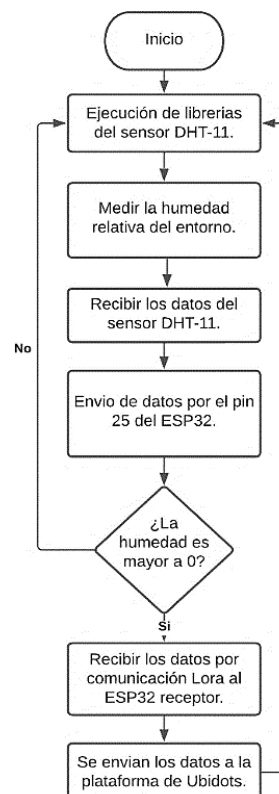 Inicio
Ejecución de librerias
del sensor DHT-11.
Medir la humedad
relativa del entorno.
Recibir los datos del
sensor DHT-11.
No
Envio de datos por el pin
25 del ESP32.
¿La
humedad es
mayor a 0?
Si
Recibir los datos por
comunicación Lora al
ESP32 receptor.
Se envian los datos a la
plataforma de Ubidots.